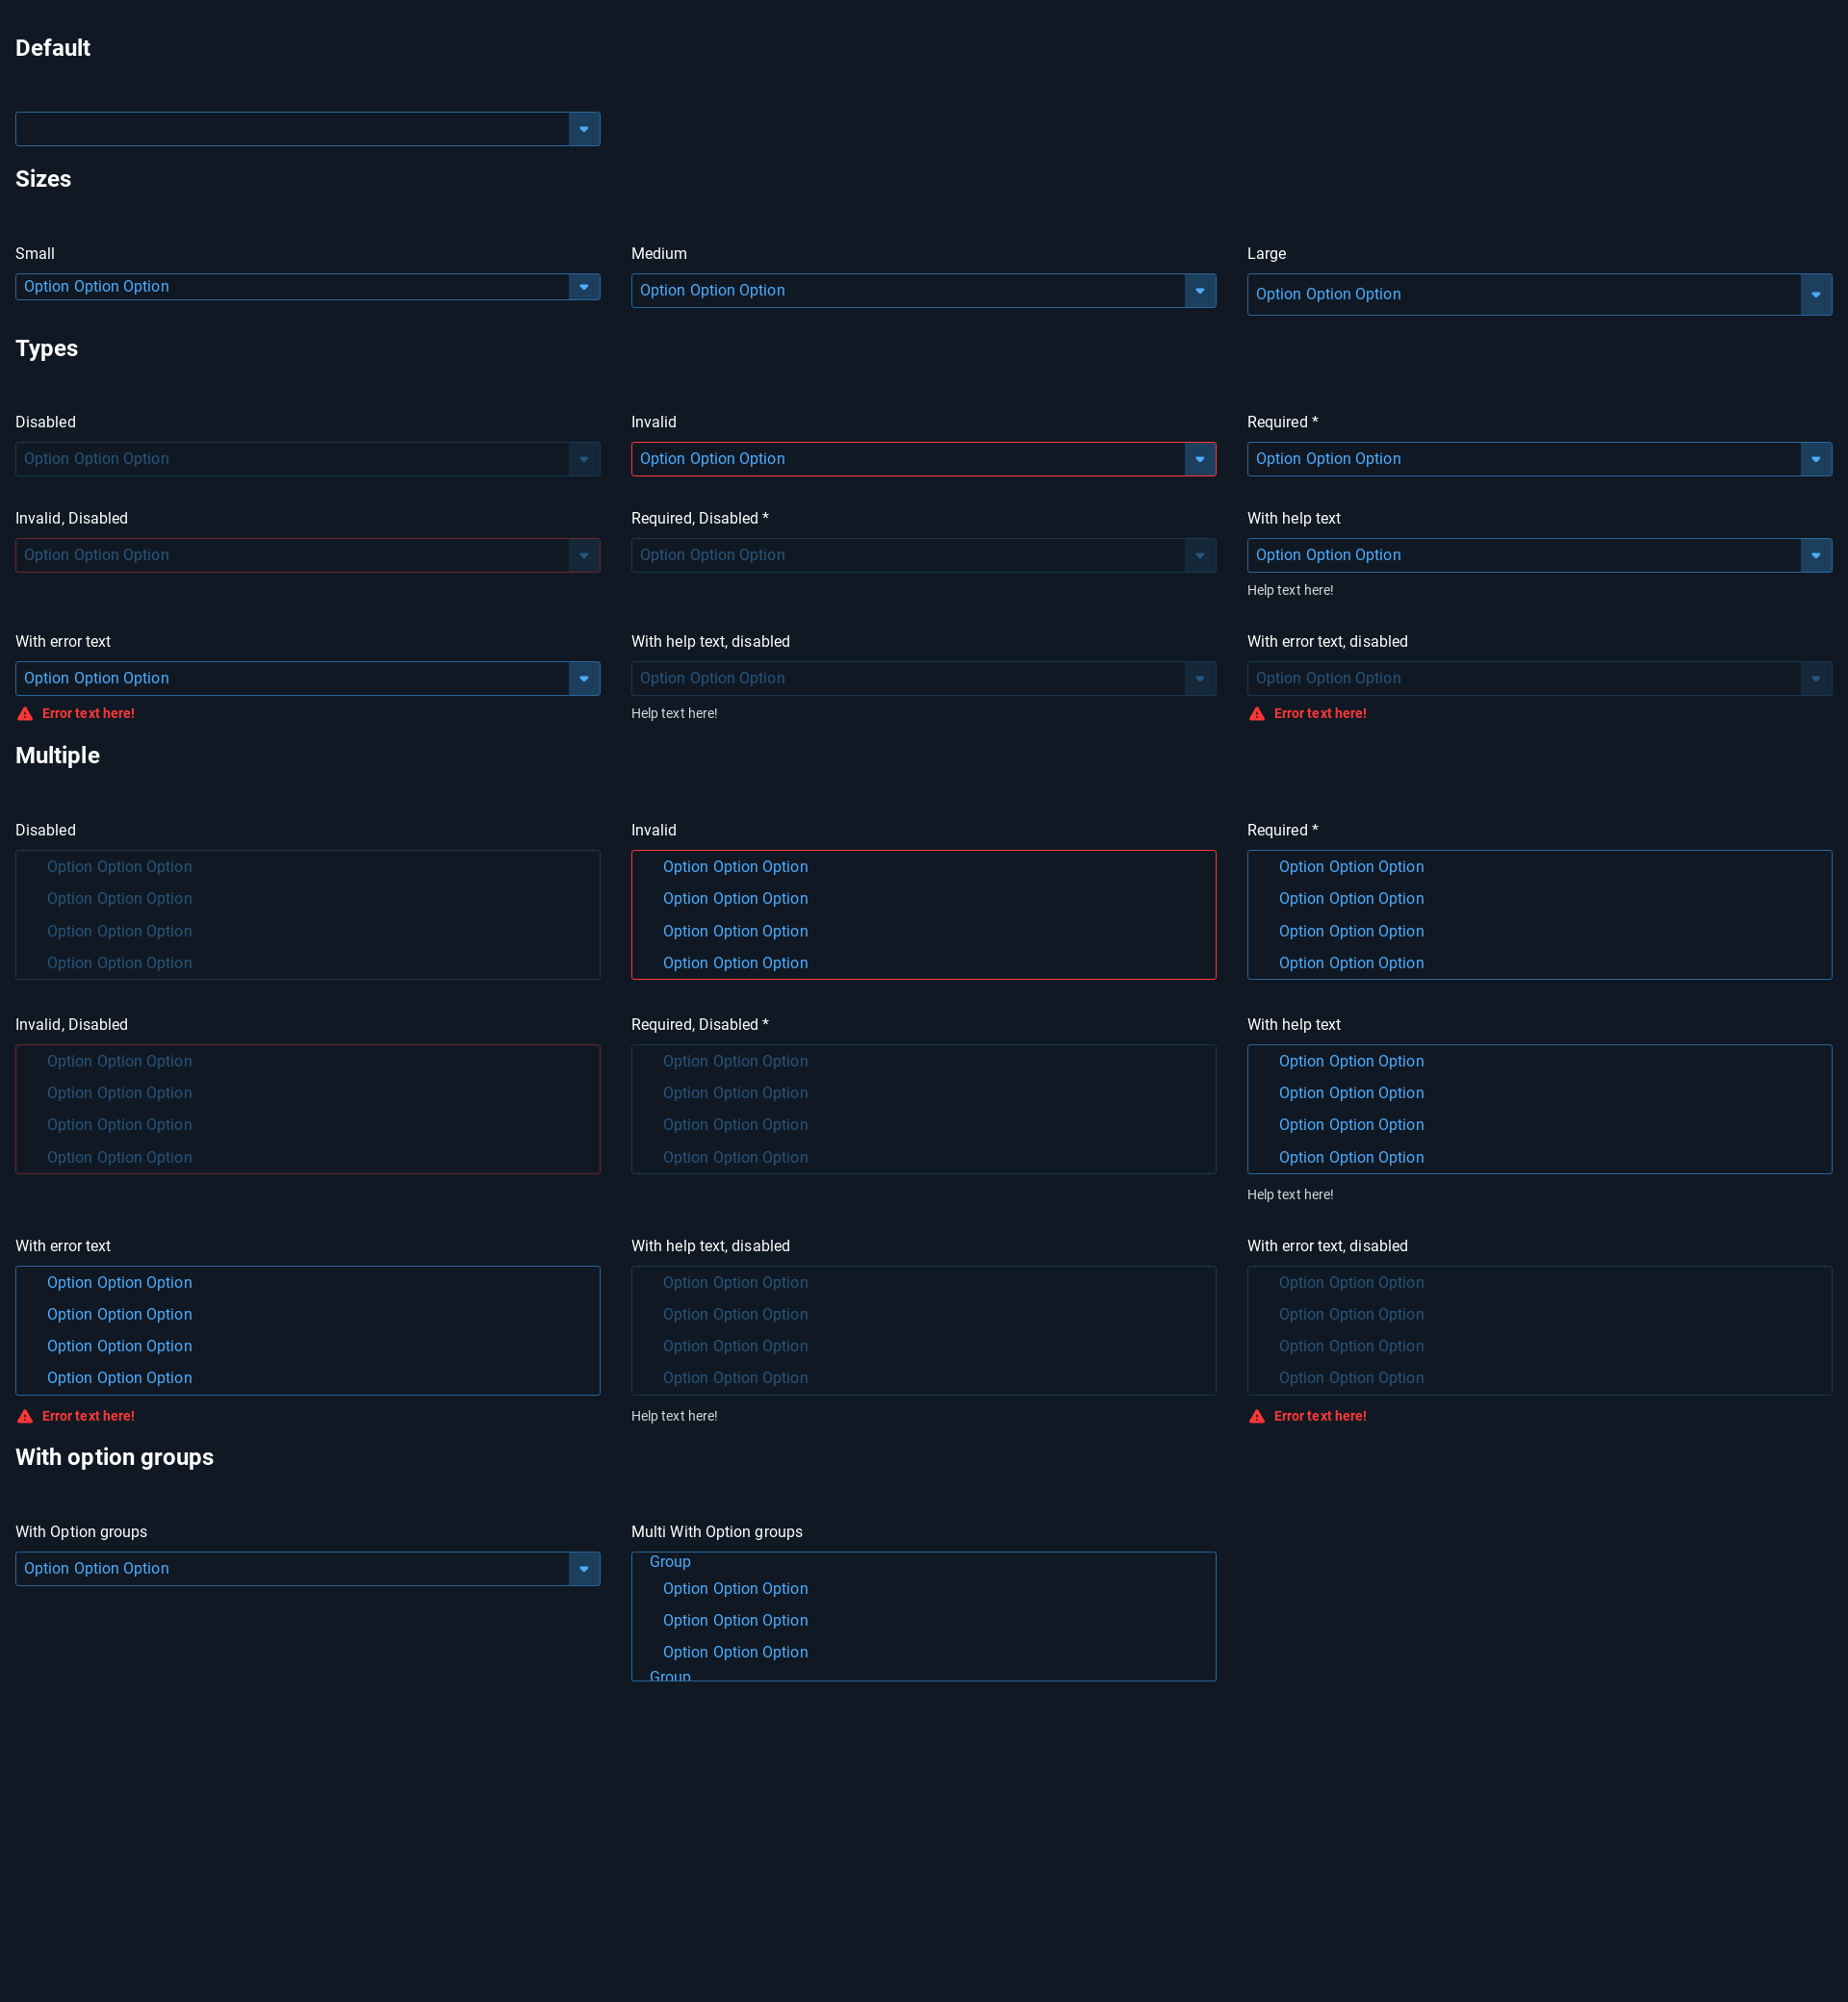 Default
Sizes
Small Medium Large
Option Option Option Option Option Option Option Option Option
Types
Disabled Invalid Required *
Option Option Option Option Option Option Option Option Option
Invalid, Disabled Required, Disabled * With help text
Option Option Option Option Option Option Option Option Option
Help text here!
With error text With help text, disabled With error text, disabled
Option Option Option Option Option Option Option Option Option
Error text here! Help text here! Error text here!
Multiple
Disabled Invalid Required *
Option Option Option Option Option Option Option Option Option
Option Option Option Option Option Option Option Option Option
Option Option Option Option Option Option Option Option Option
Option Option Option Option Option Option Option Option Option
Invalid, Disabled Required, Disabled * With help text
Option Option Option Option Option Option Option Option Option
Option Option Option Option Option Option Option Option Option
Option Option Option Option Option Option Option Option Option
Option Option Option Option Option Option Option Option Option
Help text here!
With error text With help text, disabled With error text, disabled
Option Option Option Option Option Option Option Option Option
Option Option Option Option Option Option Option Option Option
Option Option Option Option Option Option Option Option Option
Option Option Option Option Option Option Option Option Option
Error text here! Help text here! Error text here!
With option groups
With Option groups Multi With Option groups
Option Option Option Group
Option Option Option
Option Option Option
Option Option Option
Group